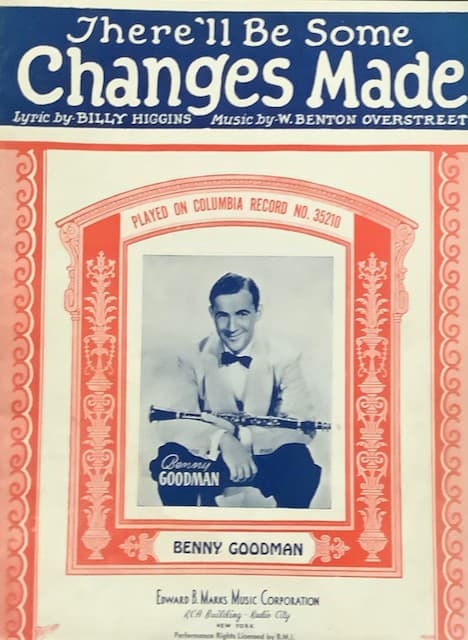 There'll Be Some
Changes Made
Lyric by- BILLY HIGGINS Music by- W. BENTON OVERSTREET
PLAYED ON COLUMBIA RECORD NO. 35210
Benny
GOODMAN
BENNY GOODMAN
EDWARD B. MARKS MUSIC CORPORATION
RCA Building - Radio City
NEW YORK
Performance Rights Licensed by B.M.I.